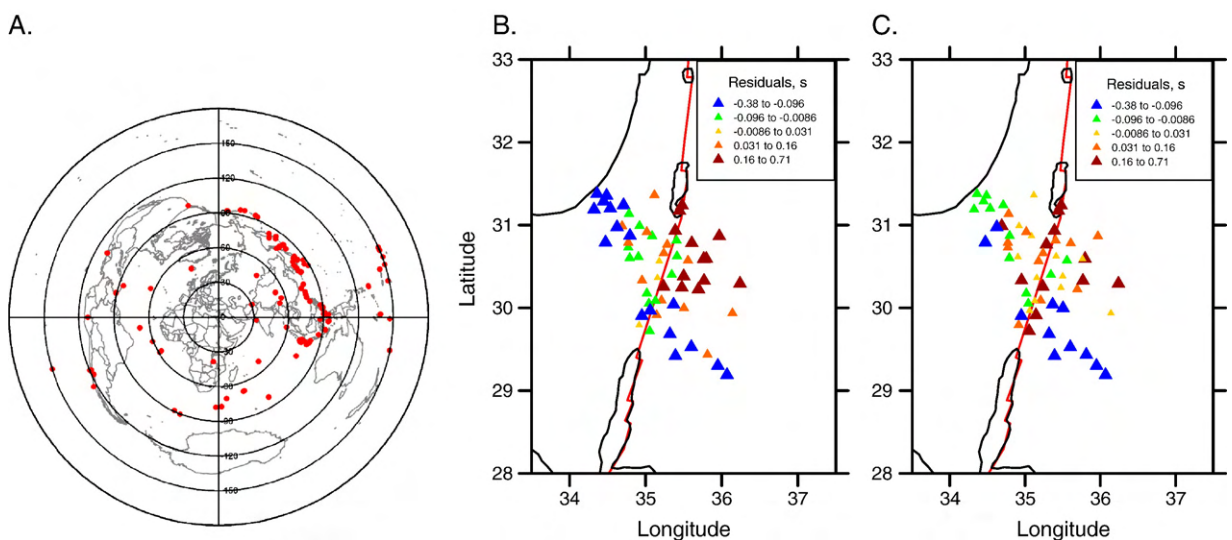 A.
150
120
90
60
30
0
30
60
90
120
150
B.
33
32
31
30
29
28
Latitude
34
35
36
37
Longitude
Residuals, s
-0.38 to -0.096
-0.096 to -0.0086
-0.0086 to 0.031
0.031 to 0.16
0.16 to 0.71
C.
33
32
31
30
29
28
34
35
36
37
Longitude
Residuals, s
-0.38 to -0.096
-0.096 to -0.0086
-0.0086 to 0.031
0.031 to 0.16
0.16 to 0.71